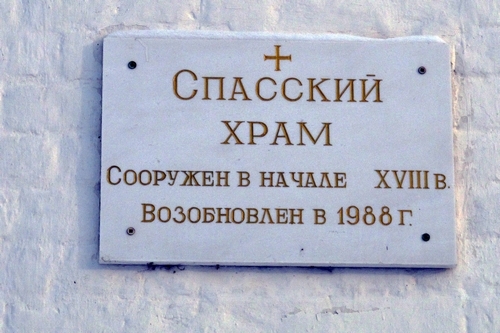 Спасский
храм
Сооружен в начале XVIII в.
Возобновлен в 1988 г.